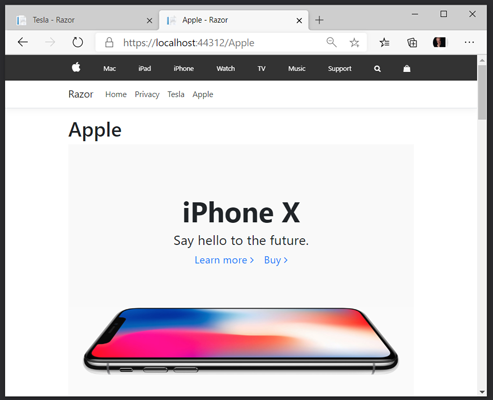 Tesla - Razor
Apple - Razor
https://localhost:44312/Apple
Mac iPad iPhone Watch TV Music Support
Razor Home Privacy Tesla Apple
Apple
iPhone X
Say hello to the future.
Learn more > Buy >